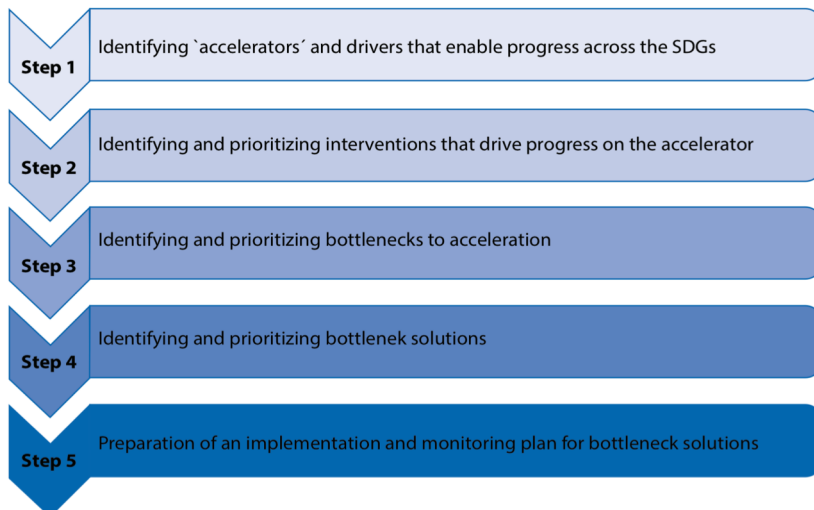 Step 1
Identifying `accelerators´ and drivers that enable progress across the SDGs
Step 2
Identifying and prioritizing interventions that drive progress on the accelerator
Step 3
Identifying and prioritizing bottlenecks to acceleration
Step 4
Identifying and prioritizing bottlenek solutions
Step 5
Preparation of an implementation and monitoring plan for bottleneck solutions